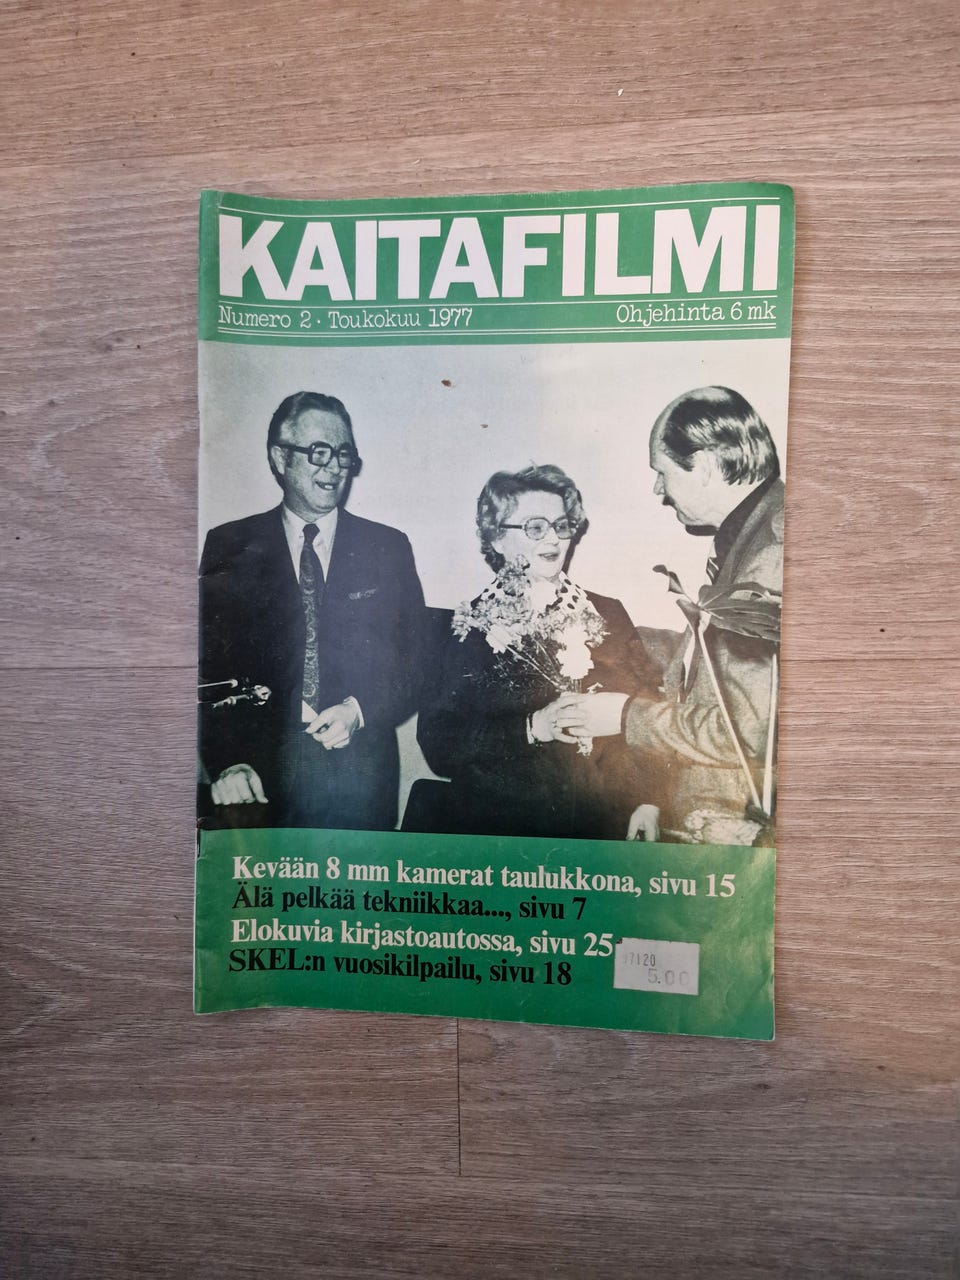 KAITAFILMI
Numero 2 · Toukokuu 1977 Ohjehinta 6 mk
Kevään 8 mm kamerat taulukkona, sivu 15
Älä pelkää tekniikkaa..., sivu 7
Elokuvia kirjastoautossa, sivu 25
SKEL:n vuosikilpailu, sivu 18
5.00